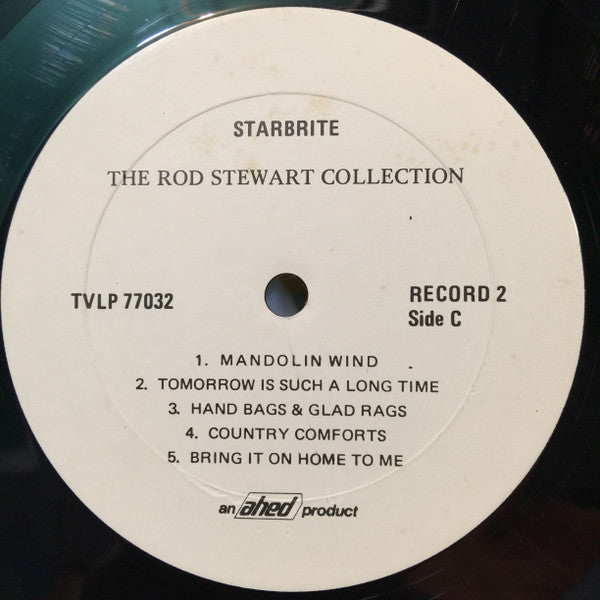 STARBRITE
THE ROD STEWART COLLECTION
TVLP 77032
RECORD 2
Side C
1. MANDOLIN WIND
2. TOMORROW IS SUCH A LONG TIME
3. HAND BAGS & GLAD RAGS
4. COUNTRY COMFORTS
5. BRING IT ON HOME TO ME
an ahed product